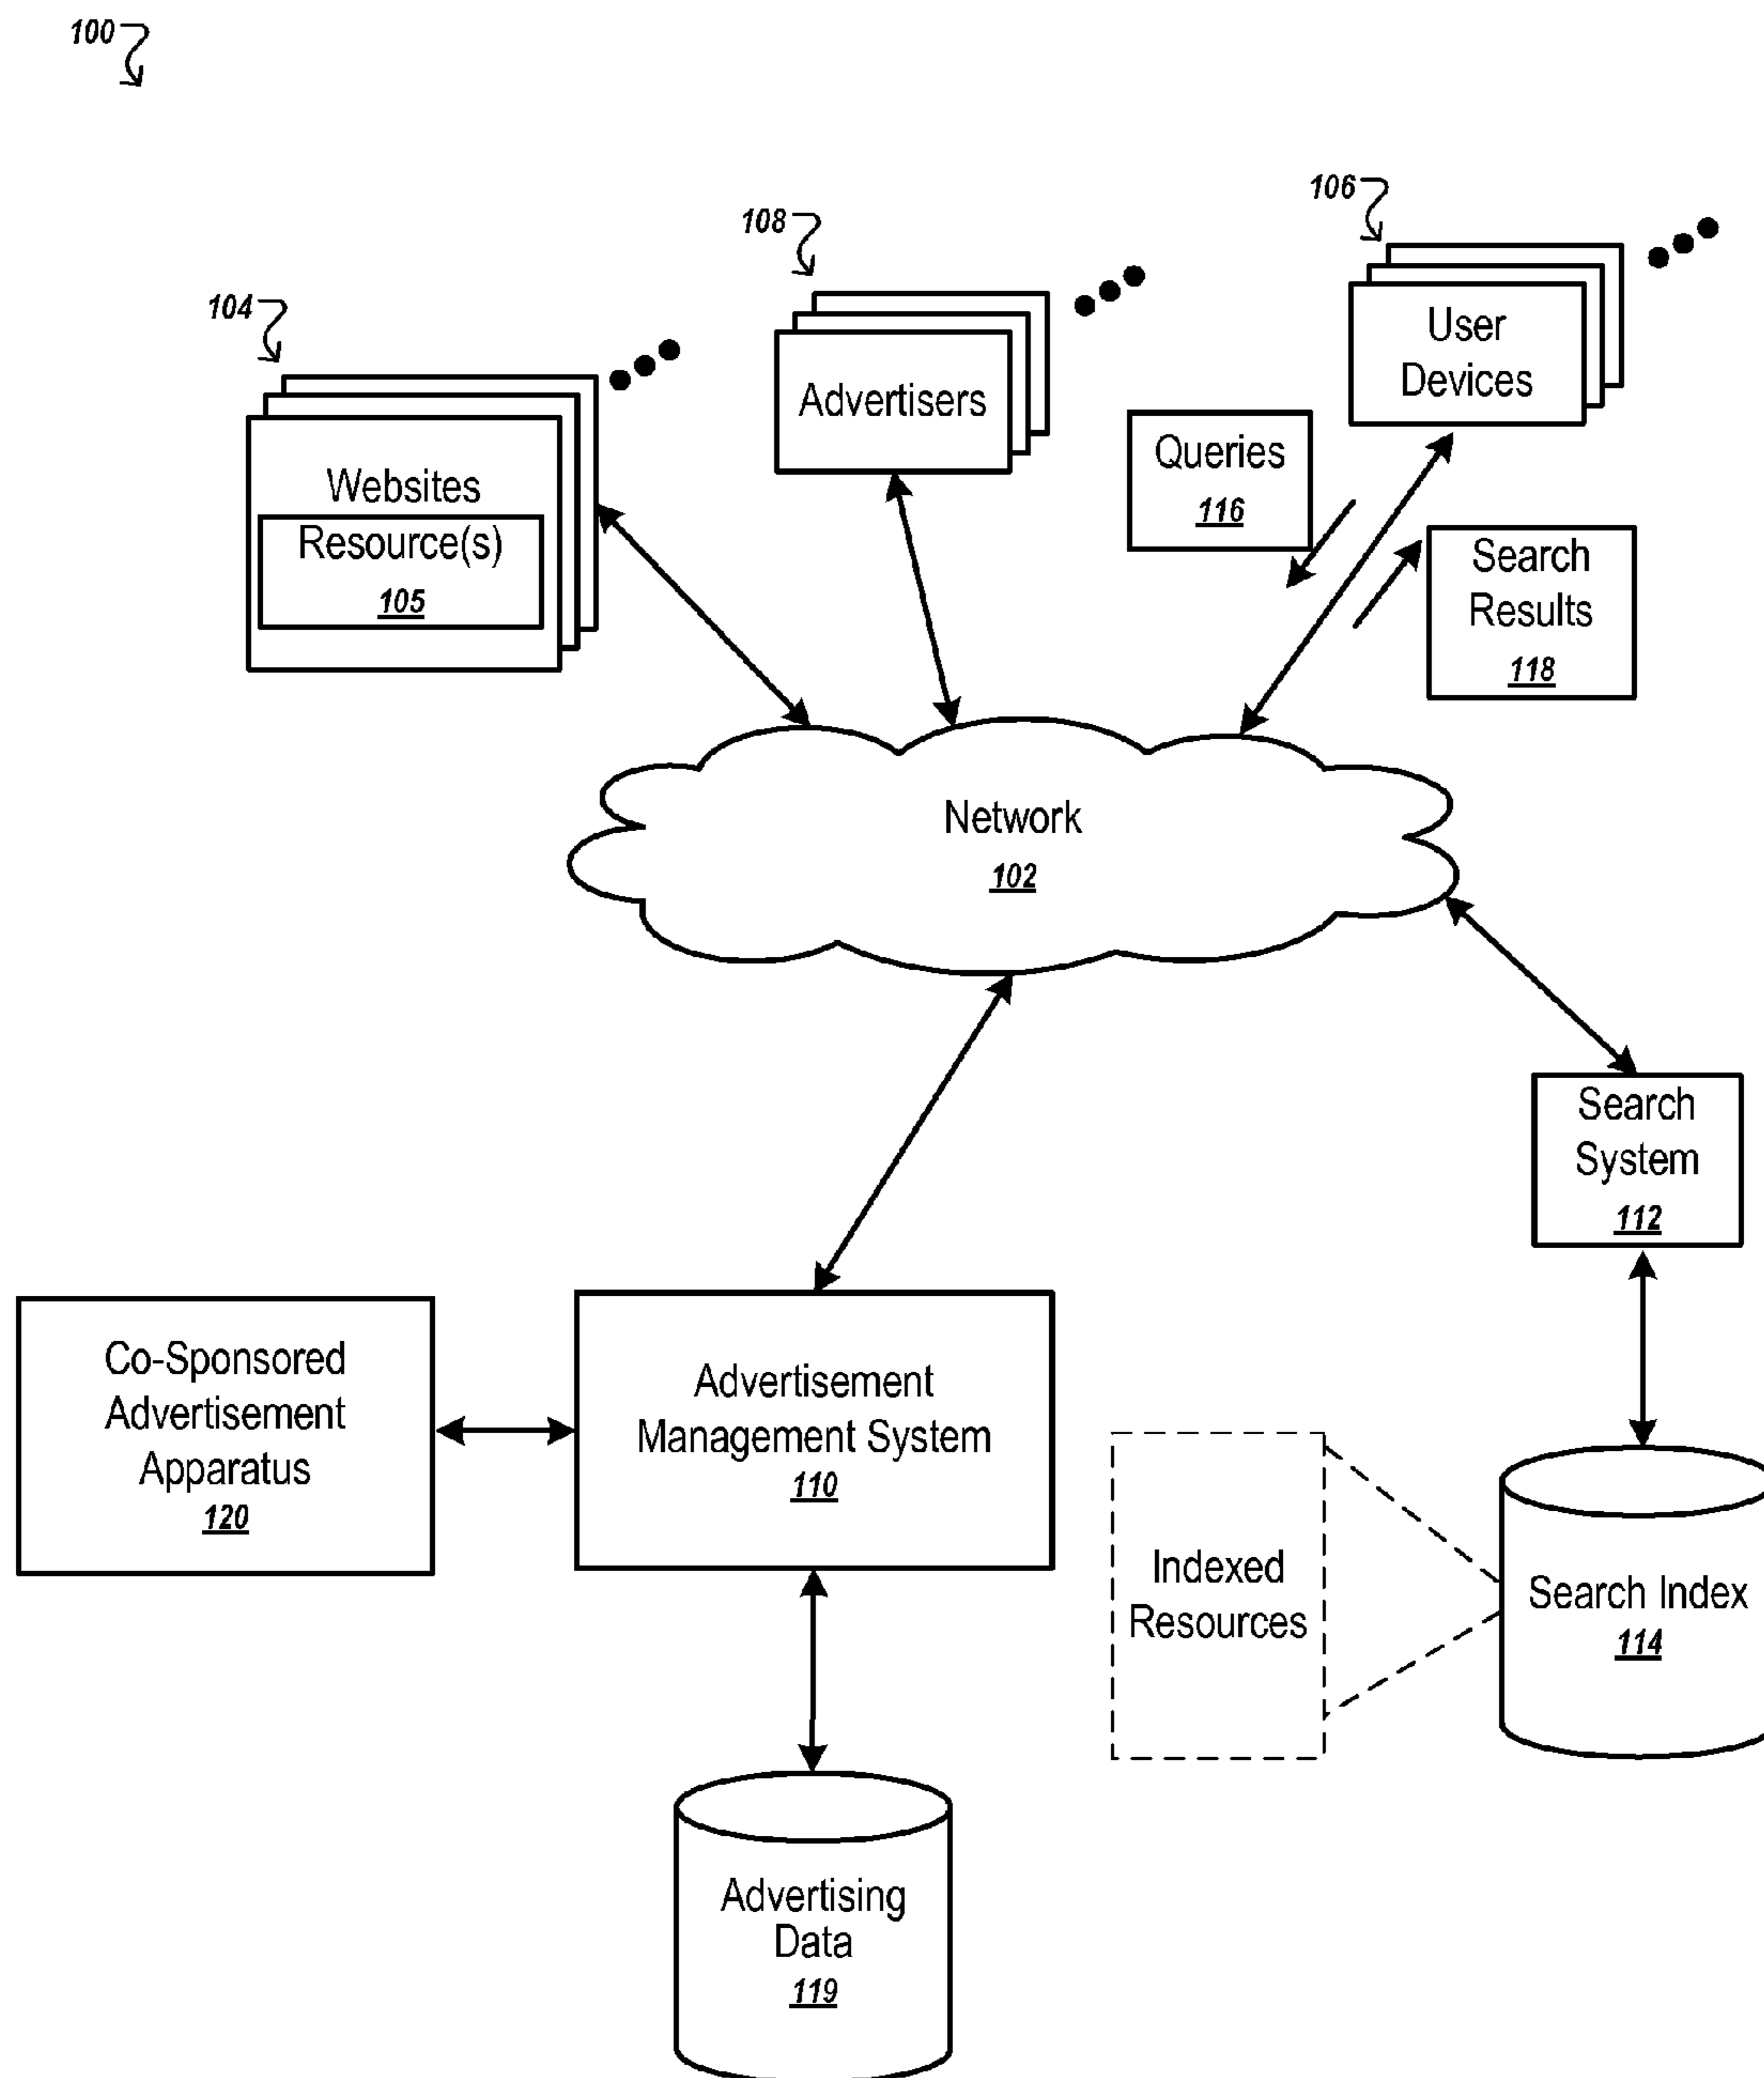 100
106
108
104
User
Devices
Advertisers
Queries
116
Websites
Resource(s)
105
Search
Results
118
Network
102
Search
System
112
Co-Sponsored
Advertisement
Apparatus
120
Advertisement
Management System
110
Indexed
Resources
Search Index
114
Advertising
Data
119